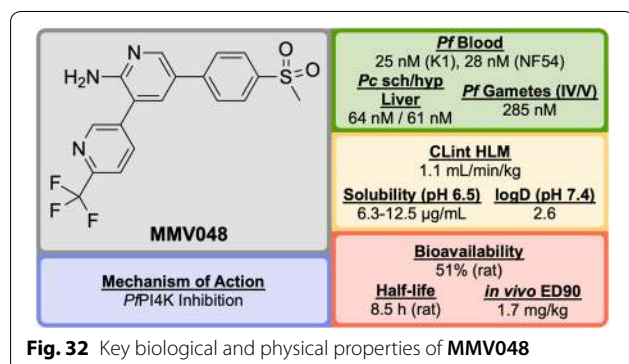 N
H₂N
N
F
F
F
O
S
O
MMV048
Mechanism of Action
PfPI4K Inhibition
Pf Blood
25 nM (K1), 28 nM (NF54)
Pc sch/hyp Liver
64 nM / 61 nM
Pf Gametes (IV/V)
285 nM
CLint HLM
1.1 mL/min/kg
Solubility (pH 6.5)
6.3-12.5 µg/mL
logD (pH 7.4)
2.6
Bioavailability
51% (rat)
Half-life
8.5 h (rat)
in vivo ED90
1.7 mg/kg
Fig. 32 Key biological and physical properties of MMV048